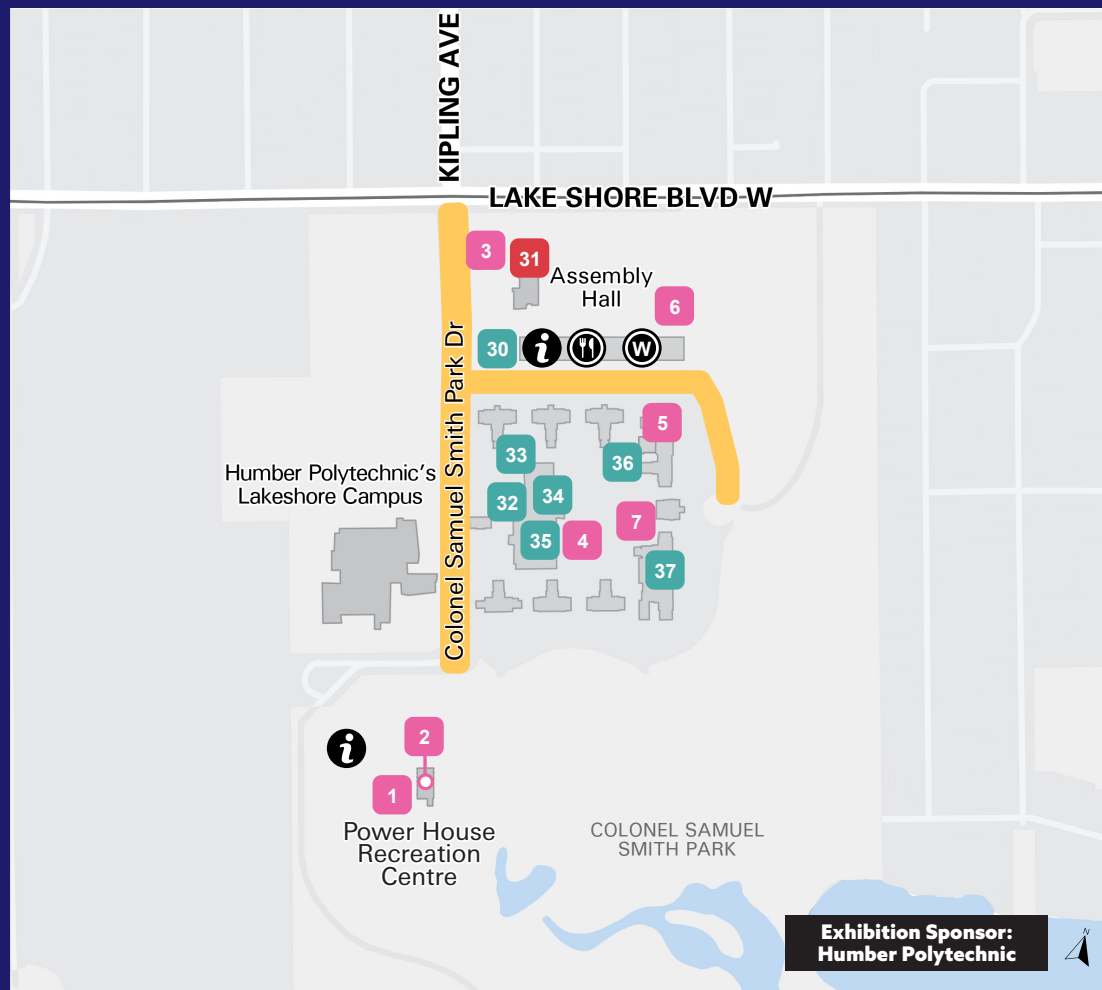 KIPLING AVE
LAKE SHORE BLVD W
3
31
Assembly
Hall
6
30
i
W
Colonel Samuel Smith Park Dr
5
33
36
Humber Polytechnic's
Lakeshore Campus
32
34
7
35
4
37
i
2
1
Power House
Recreation
Centre
COLONEL SAMUEL
SMITH PARK
Exhibition Sponsor:
Humber Polytechnic
N